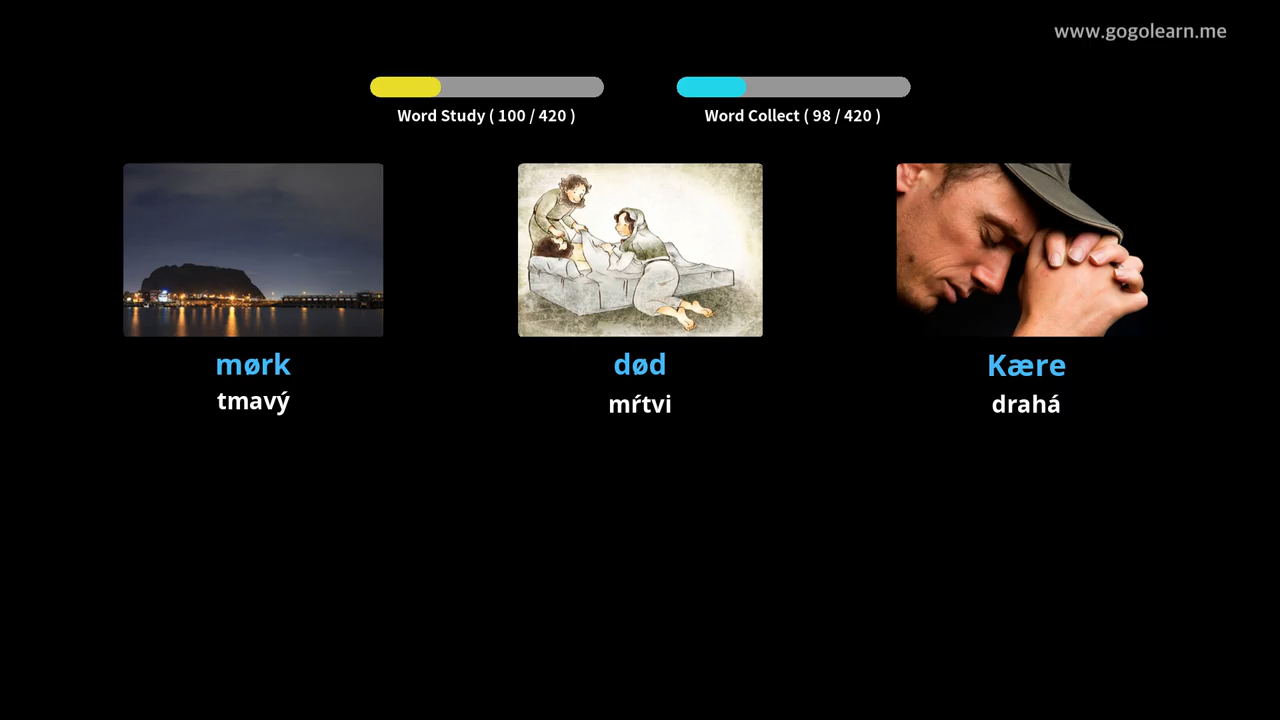 www.gogolearn.me
Word Study ( 100 / 420 )
Word Collect ( 98 / 420 )
mørk
død
Kære
tmavý
mŕtvi
drahá